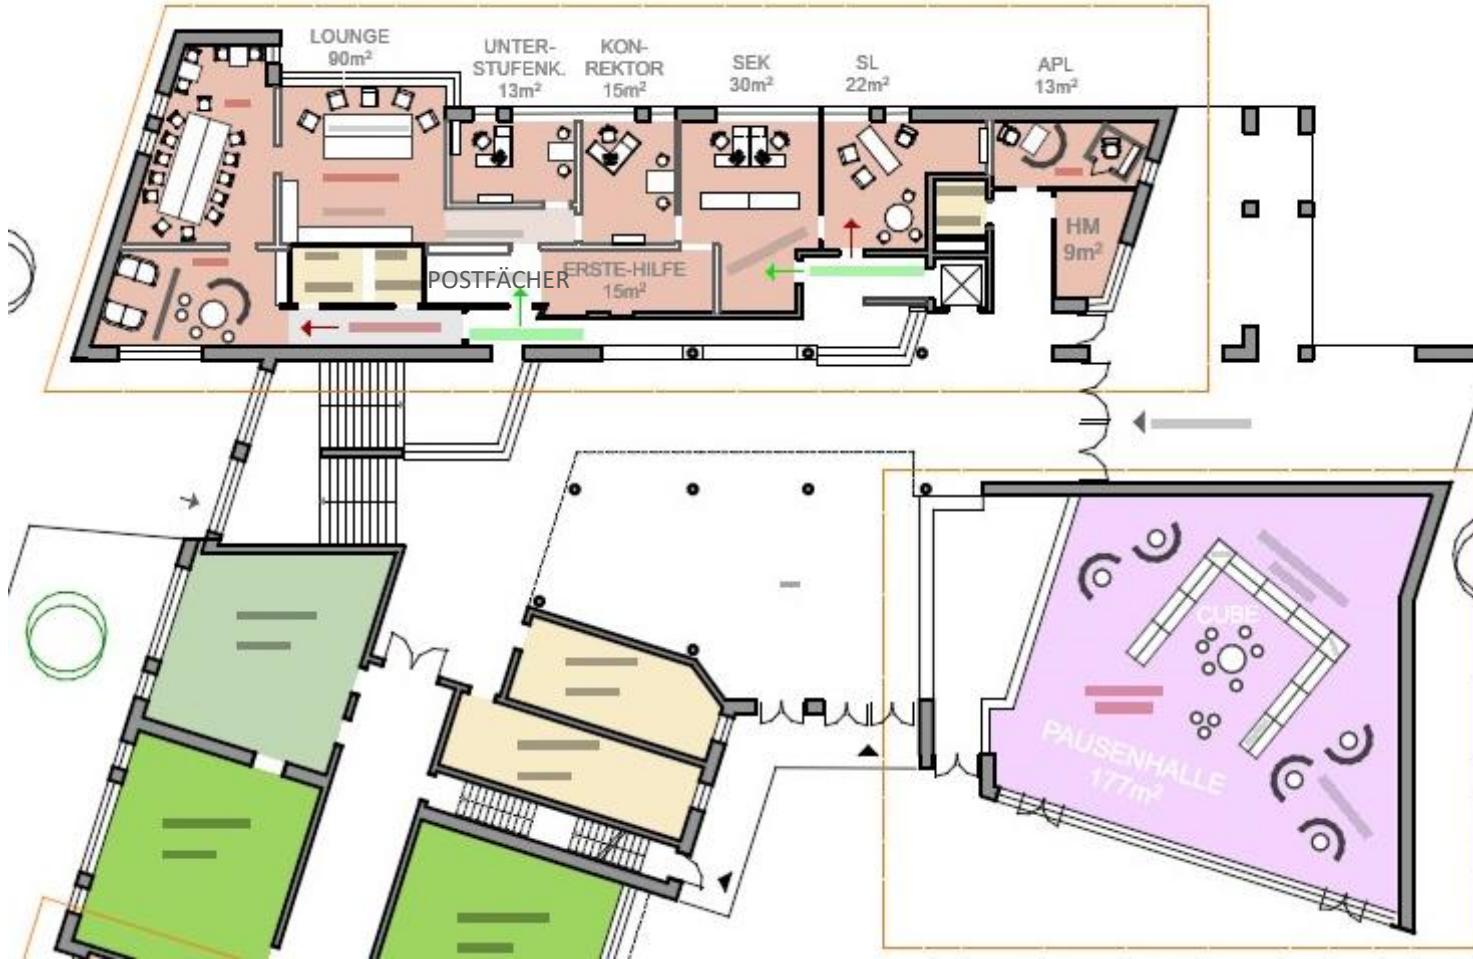 LOUNGE
90m²
UNTER-
STUFENK.
13m²
KON-
REKTOR
15m²
SEK
30m²
SL
22m²
APL
13m²
HM
9m²
POSTFÄCHER
ERSTE-HILFE
15m²
CUBE
PAUSENHALLE
177m²